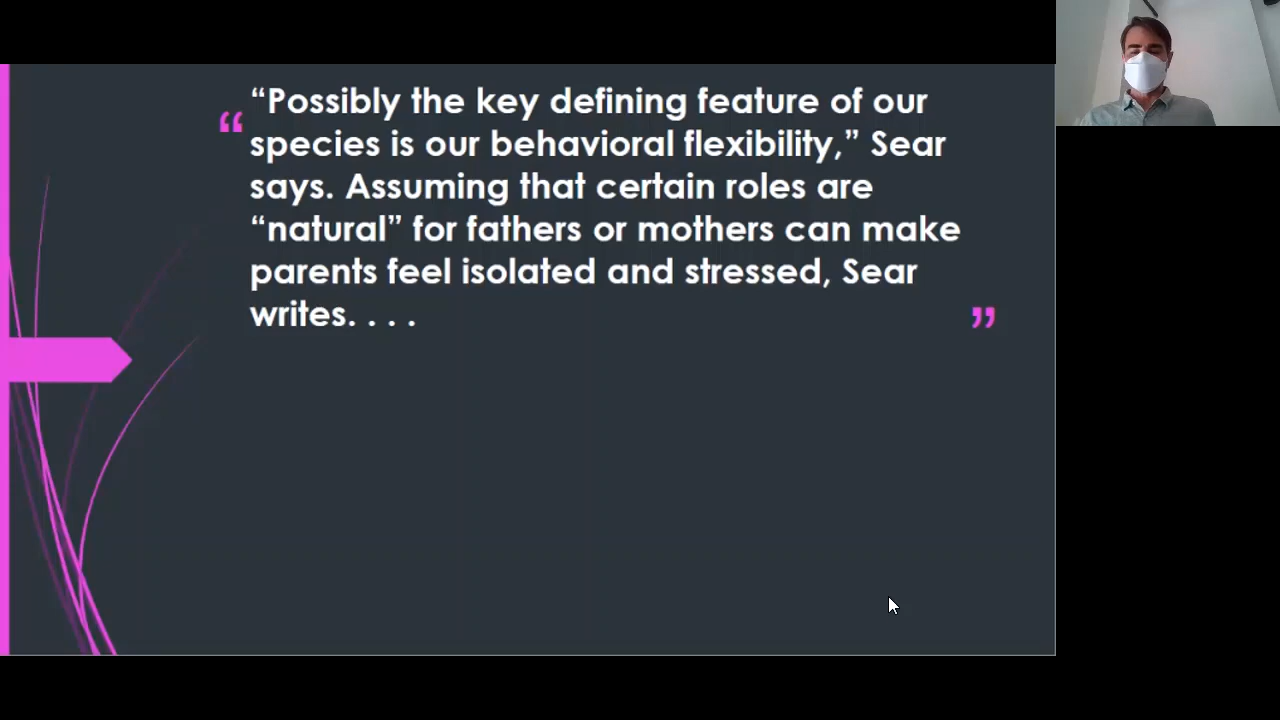 “Possibly the key defining feature of our
species is our behavioral flexibility,” Sear
says. Assuming that certain roles are
“natural” for fathers or mothers can make
parents feel isolated and stressed, Sear
writes. . . .